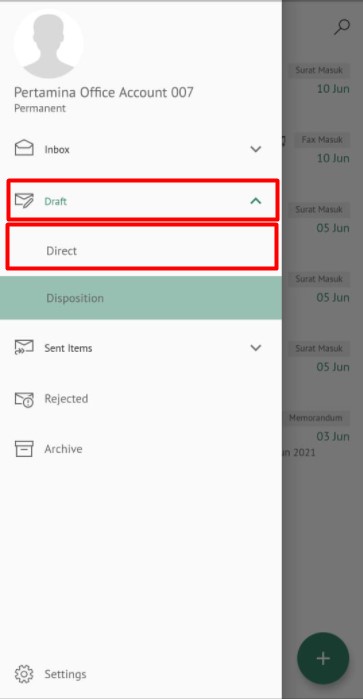 Pertamina Office Account 007
Permanent
Inbox
Draft
Direct
Disposition
Sent Items
Rejected
Archive
Settings
Surat Masuk
10 Jun
Fax Masuk
10 Jun
Surat Masuk
05 Jun
Surat Masuk
05 Jun
Surat Masuk
05 Jun
Memorandum
03 Jun
2021